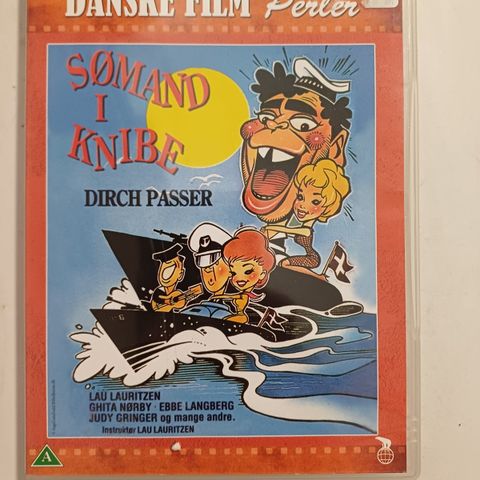 DANSKE FILM Perler
SØMAND
I
KNIBE
DIRCH PASSER
LAU LAURITZEN
GHITA NØRBY · EBBE LANGBERG
JUDY GRINGER og mange andre.
Instruktør LAU LAURITZEN
A